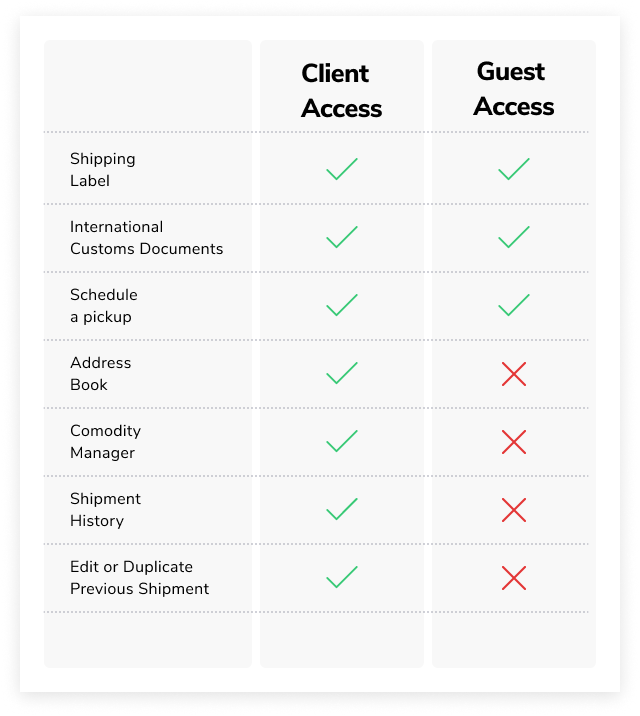 Client
Access
Guest
Access
Shipping
Label
International
Customs Documents
Schedule
a pickup
Address
Book
Comodity
Manager
Shipment
History
Edit or Duplicate
Previous Shipment